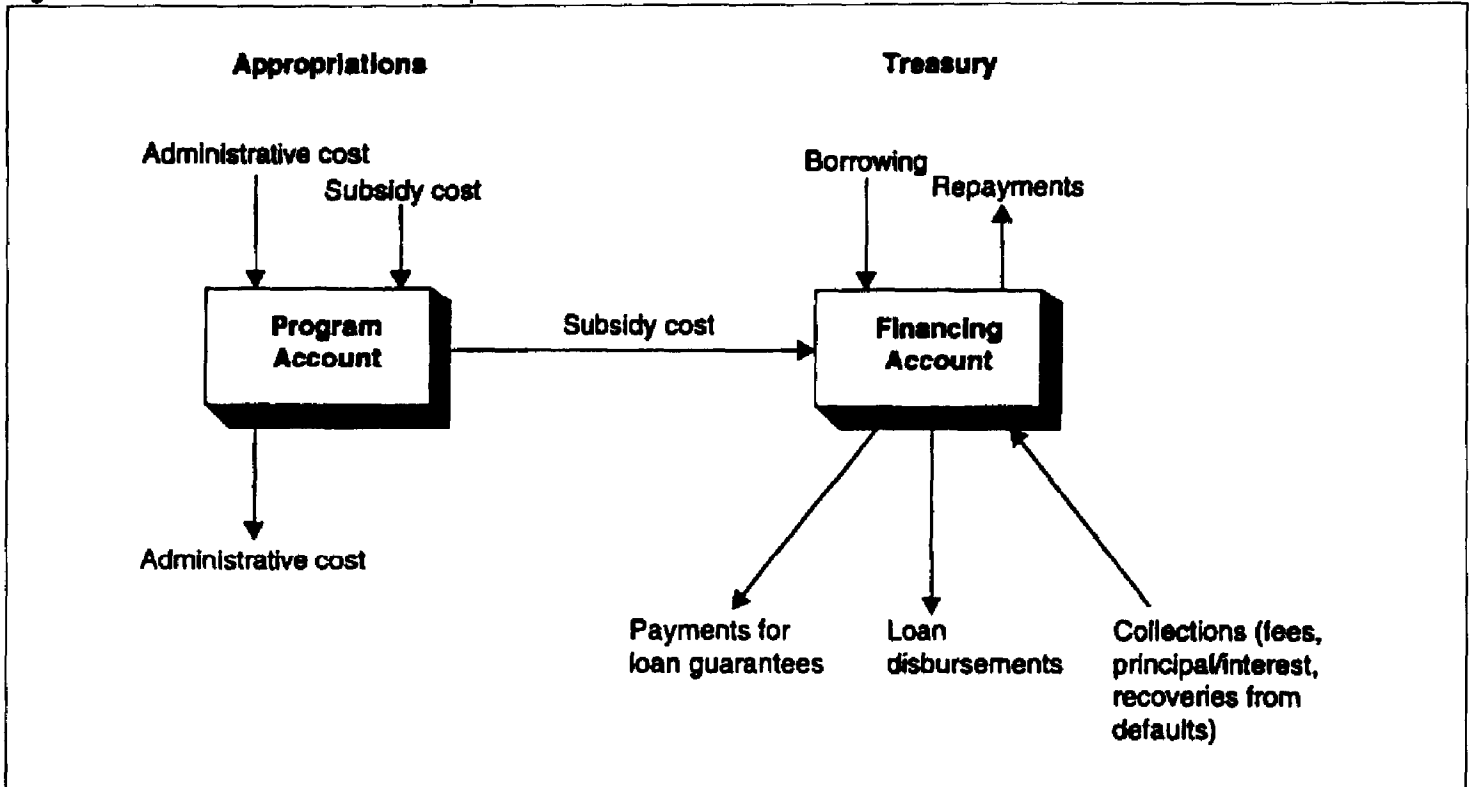 Appropriations
Treasury
Administrative cost
Subsidy cost
Borrowing
Repayments
Program
Account
Subsidy cost
Financing
Account
Administrative cost
Payments for
loan guarantees
Loan
disbursements
Collections (fees,
principal/interest,
recoveries from
defaults)